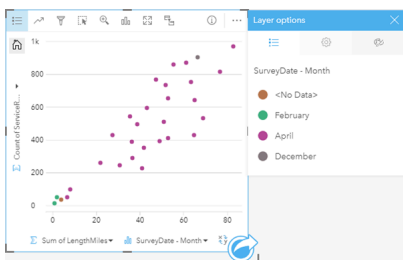 Layer options
SurveyDate - Month
<No Data>
February
April
December
Count of ServiceR...
1k
800
600
400
200
0
0
20
40
60
80
Sum of LengthMiles
SurveyDate - Month